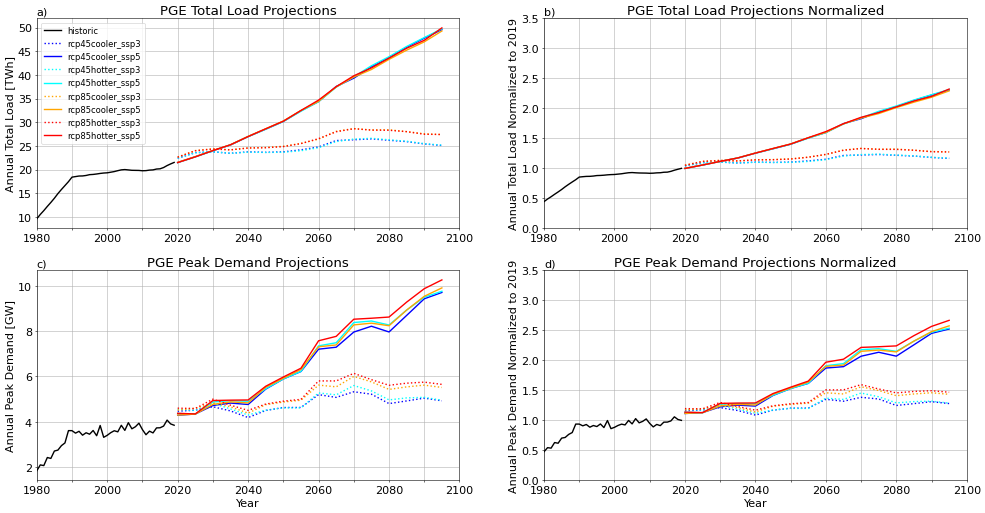 a)
PGE Total Load Projections
Annual Total Load [TWh]
50
45
40
35
30
25
20
15
10
1980
2000
2020
2040
2060
2080
2100
historic
rcp45cooler_ssp3
rcp45cooler_ssp5
rcp45hotter_ssp3
rcp45hotter_ssp5
rcp85cooler_ssp3
rcp85cooler_ssp5
rcp85hotter_ssp3
rcp85hotter_ssp5
b)
PGE Total Load Projections Normalized
Annual Total Load Normalized to 2019
3.5
3.0
2.5
2.0
1.5
1.0
0.5
0.0
1980
2000
2020
2040
2060
2080
2100
c)
PGE Peak Demand Projections
Annual Peak Demand [GW]
10
8
6
4
2
1980
2000
2020
2040
2060
2080
2100
Year
d)
PGE Peak Demand Projections Normalized
Annual Peak Demand Normalized to 2019
3.5
3.0
2.5
2.0
1.5
1.0
0.5
0.0
1980
2000
2020
2040
2060
2080
2100
Year